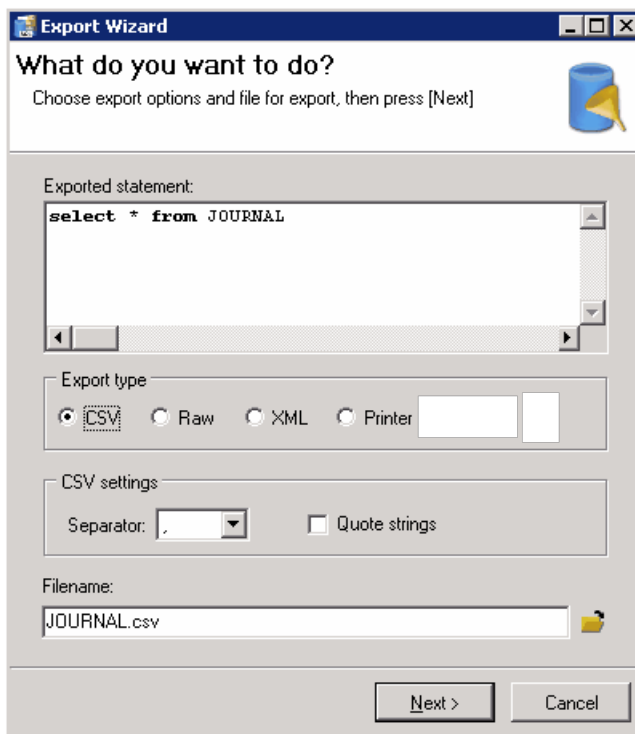 Export Wizard
What do you want to do?
Choose export options and file for export, then press [Next]
Exported statement:
select * from JOURNAL
Export type
CSV Raw XML Printer
CSV settings
Separator: , Quote strings
Filename:
JOURNAL.csv
Next > Cancel